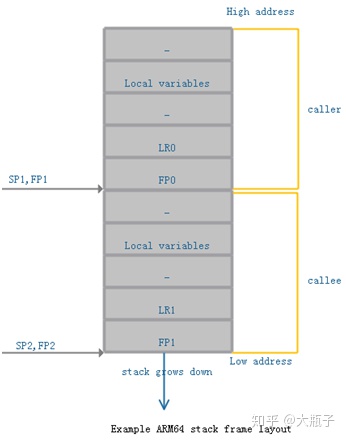 High address
-
Local variables
-
LR0
FP0
caller
SP1,FP1
-
Local variables
-
LR1
FP1
callee
SP2,FP2
Low address
stack grows down
Example ARM64 stack frame layout
知乎 @大瓶子